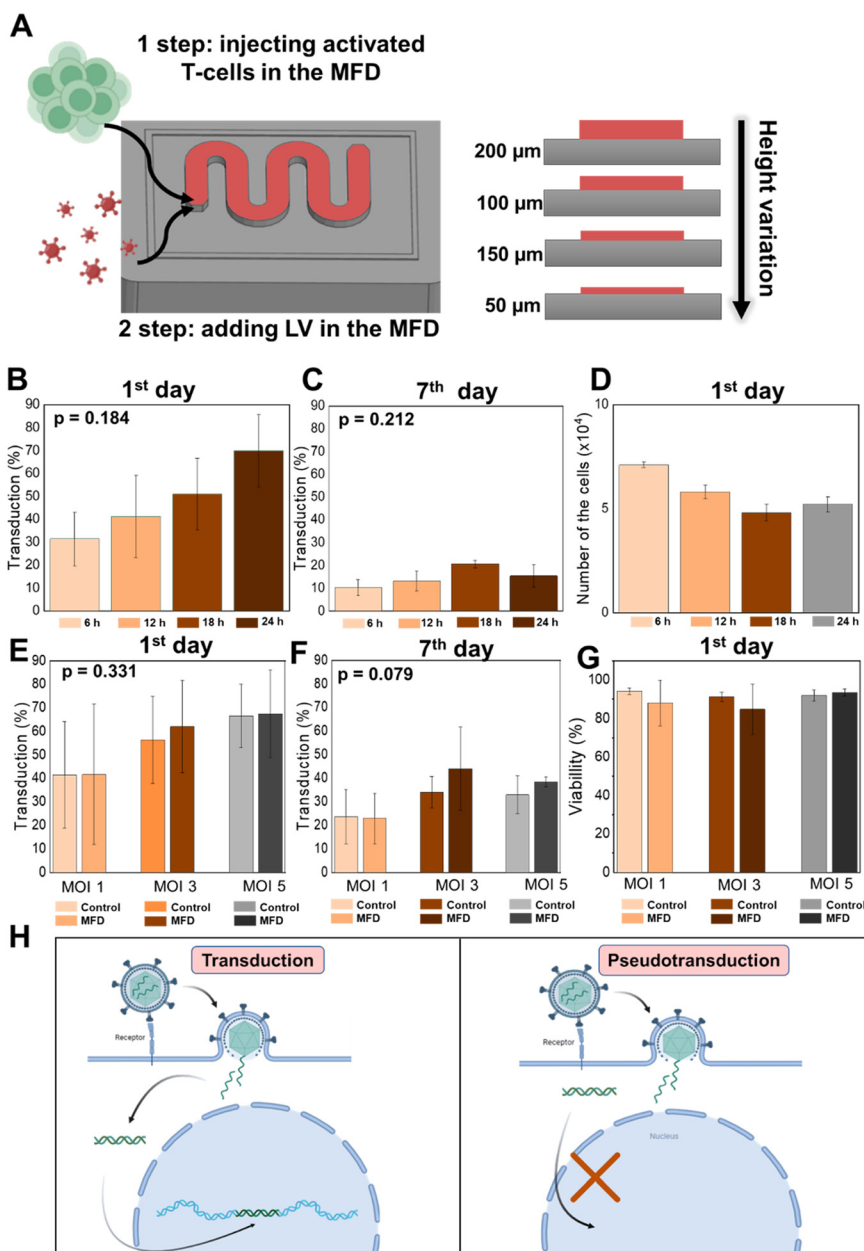 A
1 step: injecting activated
T-cells in the MFD
2 step: adding LV in the MFD
200 µm
100 µm
150 µm
50 µm
Height variation
B
1st day
p = 0.184
Transduction (%)
90
80
70
60
50
40
30
20
10
0
6 h 12 h 18 h 24 h
C
7th day
p = 0.212
Transduction (%)
90
80
70
60
50
40
30
20
10
0
6 h 12 h 18 h 24 h
D
1st day
Number of the cells (x10⁴)
10
5
0
6 h 12 h 18 h 24 h
E
1st day
p = 0.331
Transduction (%)
90
80
70
60
50
40
30
20
10
0
MOI 1 MOI 3 MOI 5
Control Control Control
MFD MFD MFD
F
7th day
p = 0.079
Transduction (%)
90
80
70
60
50
40
30
20
10
0
MOI 1 MOI 3 MOI 5
Control Control Control
MFD MFD MFD
G
1st day
Viabillity (%)
100
80
60
40
20
0
MOI 1 MOI 3 MOI 5
Control Control Control
MFD MFD MFD
H
Transduction
Receptor
Pseudotransduction
Receptor
Nucleus